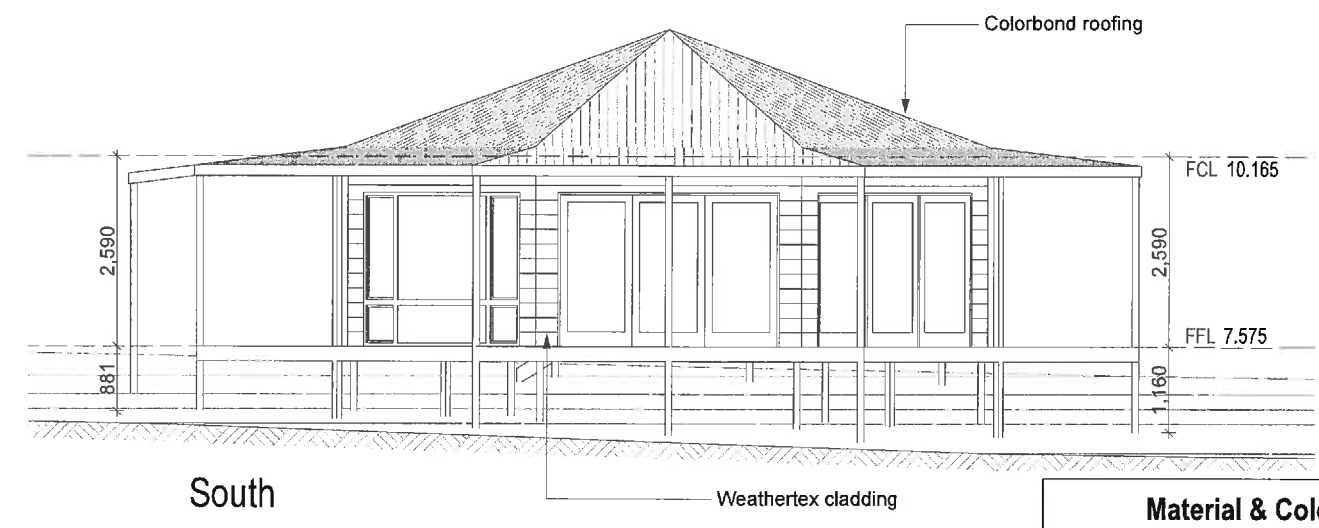 Colorbond roofing
FCL 10.165
2,590
2,590
FFL 7.575
881
1,160
South
Weathertex cladding
Material & Col